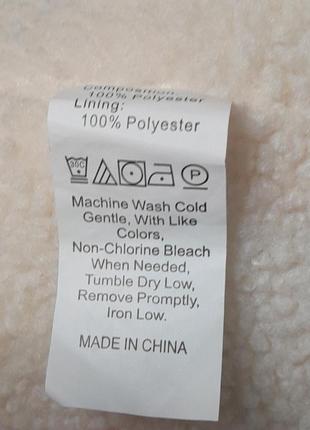 Composition
100% Polyester
Lining:
100% Polyester
30C P
Machine Wash Cold
Gentle, With Like
Colors,
Non-Chlorine Bleach
When Needed,
Tumble Dry Low,
Remove Promptly,
Iron Low.
MADE IN CHINA